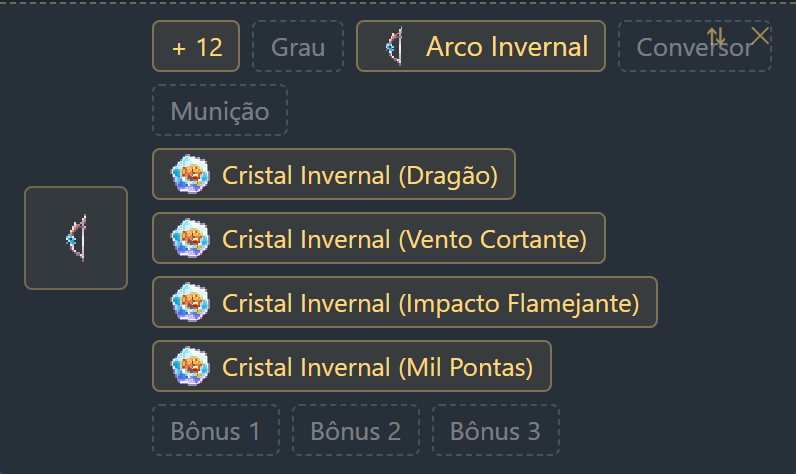 + 12 Grau Arco Invernal Conversor
Munição
Cristal Invernal (Dragão)
Cristal Invernal (Vento Cortante)
Cristal Invernal (Impacto Flamejante)
Cristal Invernal (Mil Pontas)
Bônus 1 Bônus 2 Bônus 3